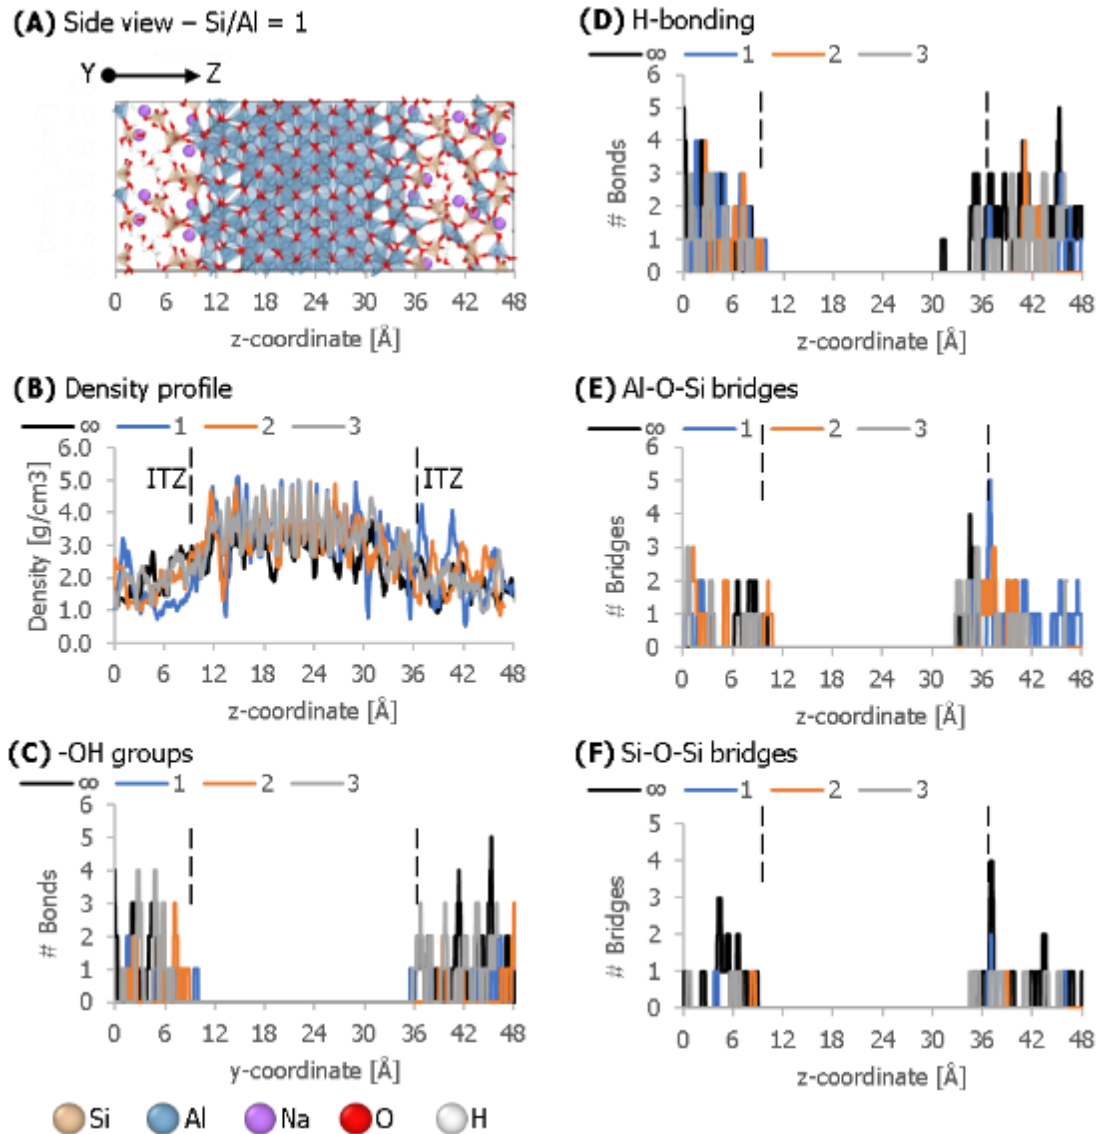 (A) Side view – Si/Al = 1
Y Z
0 6 12 18 24 30 36 42 48
z-coordinate [Å]
(B) Density profile
∞ 1 2 3
6.0
5.0
4.0
3.0
2.0
1.0
0.0
Density [g/cm3]
ITZ ITZ
0 6 12 18 24 30 36 42 48
z-coordinate [Å]
(C) -OH groups
∞ 1 2 3
6
5
4
3
2
1
0
# Bonds
0 6 12 18 24 30 36 42 48
y-coordinate [Å]
(D) H-bonding
∞ 1 2 3
6
5
4
3
2
1
0
# Bonds
0 6 12 18 24 30 36 42 48
z-coordinate [Å]
(E) Al-O-Si bridges
∞ 1 2 3
6
5
4
3
2
1
0
# Bridges
0 6 12 18 24 30 36 42 48
z-coordinate [Å]
(F) Si-O-Si bridges
∞ 1 2 3
5
4
3
2
1
0
# Bridges
0 6 12 18 24 30 36 42 48
z-coordinate [Å]
Si Al Na O H